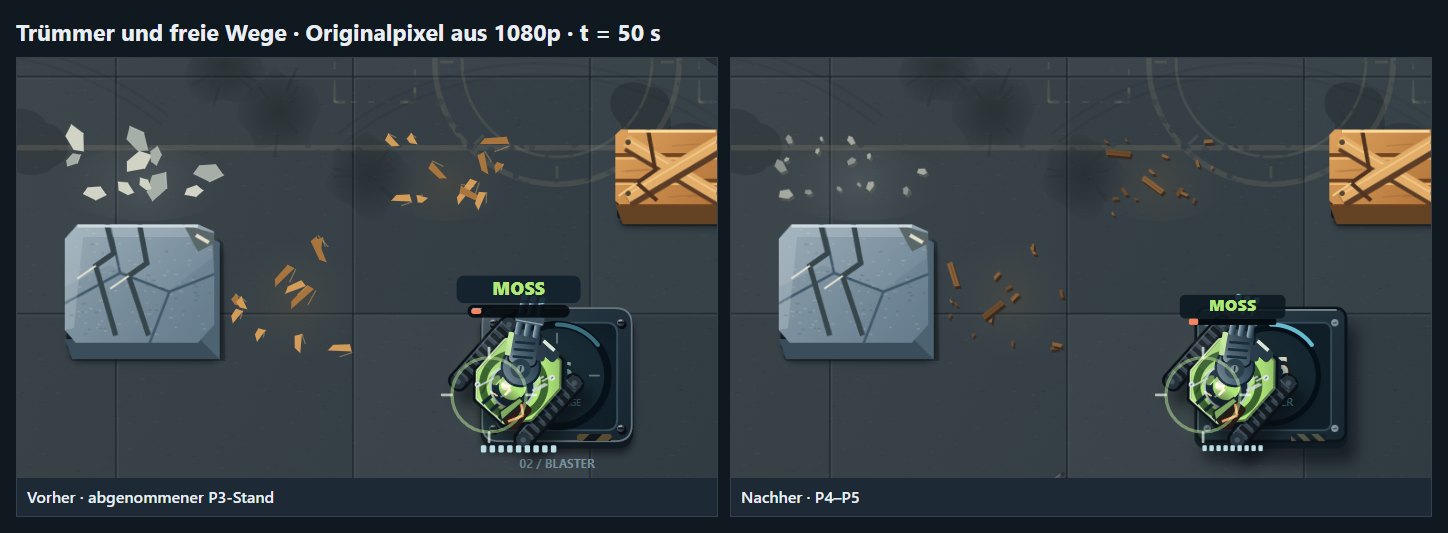 Trümmer und freie Wege · Originalpixel aus 1080p · t = 50 s
MOSS
02 / BLASTER
MOSS
Vorher · abgenommener P3-Stand
Nachher · P4–P5